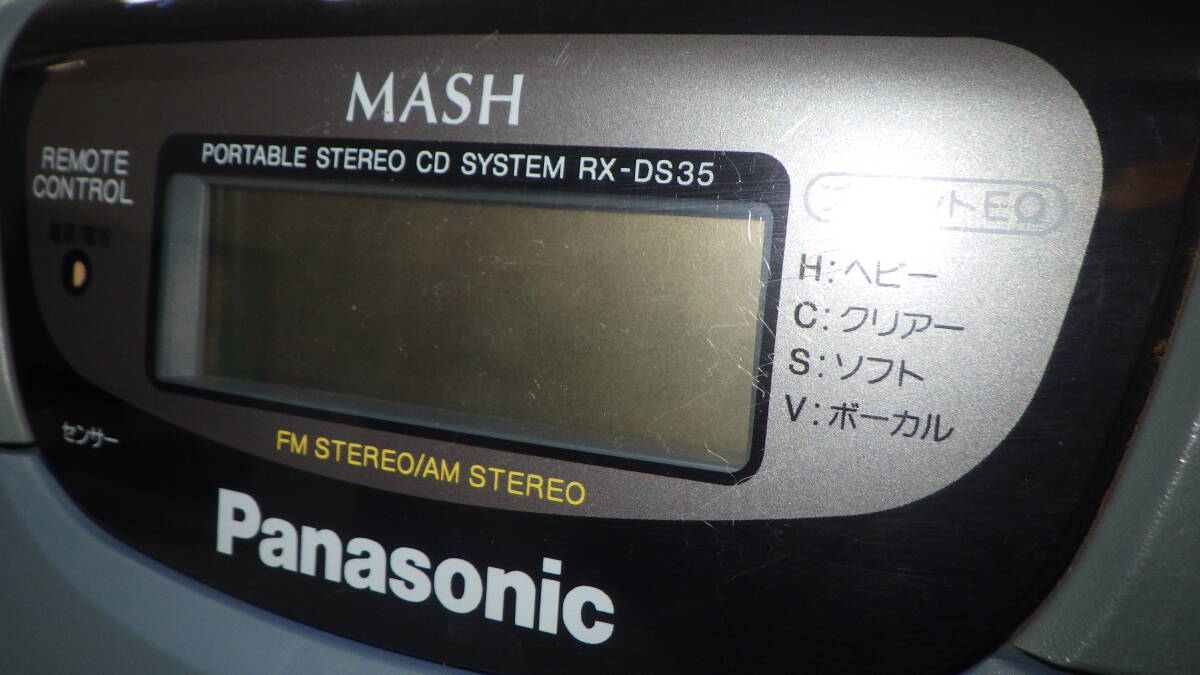 MASH
PORTABLE STEREO CD SYSTEM RX-DS35
REMOTE
CONTROL
EQ
H:ヘビー
C:クリアー
S:ソフト
V:ボーカル
センサー
FM STEREO/AM STEREO
Panasonic